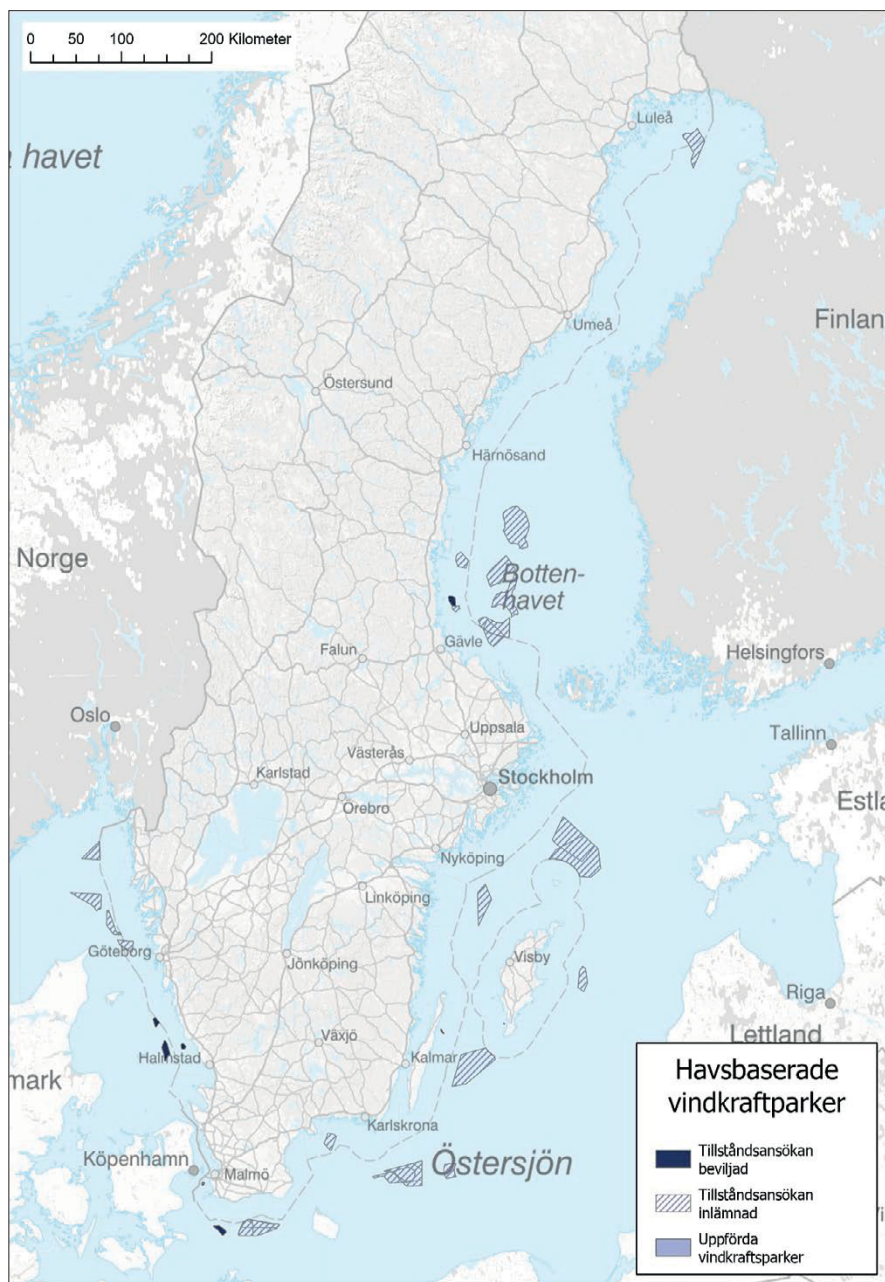 0 50 100 200 Kilometer
a havet
Luleå
Umeå
Finlan
Östersund
Härnösand
Norge
Botten-
havet
Gävle
Falun
Helsingfors
Oslo
Uppsala
Tallinn
Västerås
Karlstad
Stockholm
Örebro
Estla
Nyköping
Linköping
Göteborg
Jönköping
Visby
Riga
Växjö
Lettland
Halmstad
Kalmar
mark
Karlskrona
Köpenhamn
Malmö
Östersjön
Havsbaserade
vindkraftparker
Tillståndsansökan
beviljad
Tillståndsansökan
inlämnad
Uppförda
vindkraftsparker